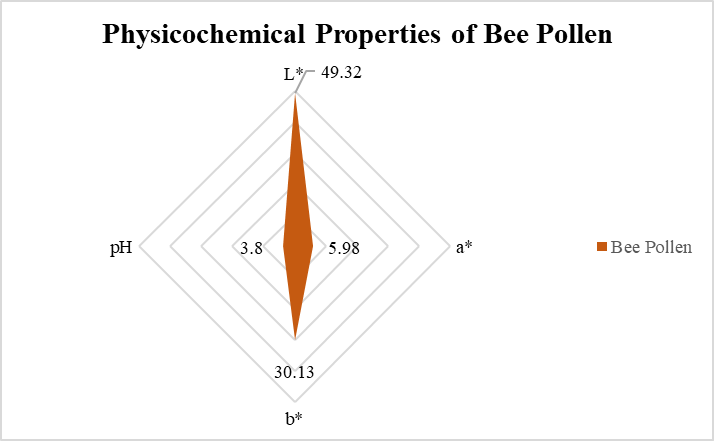 Physicochemical Properties of Bee Pollen
L*
49.32
pH
3.8
5.98
a*
Bee Pollen
30.13
b*